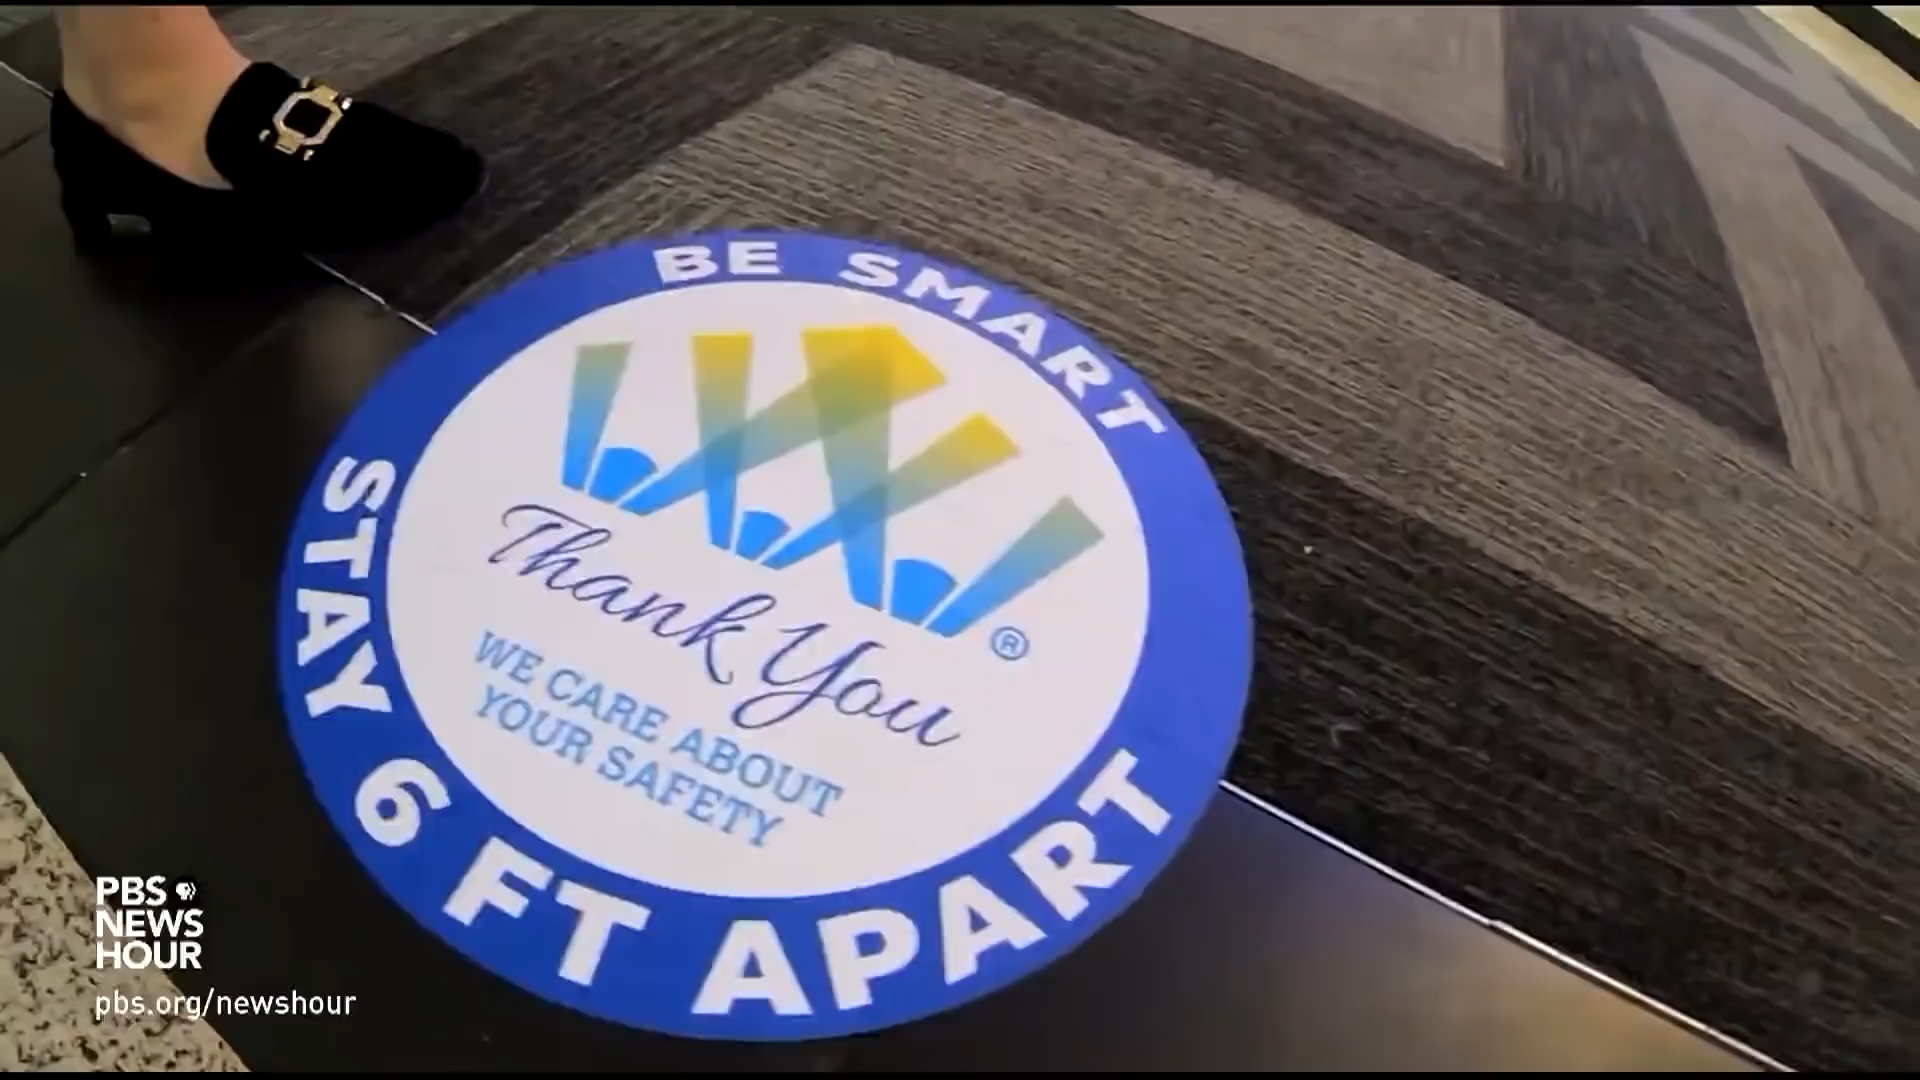 BE SMART
Thank You
®
WE CARE ABOUT
YOUR SAFETY
STAY 6 FT APART
PBS
NEWS
HOUR
pbs.org/newshour